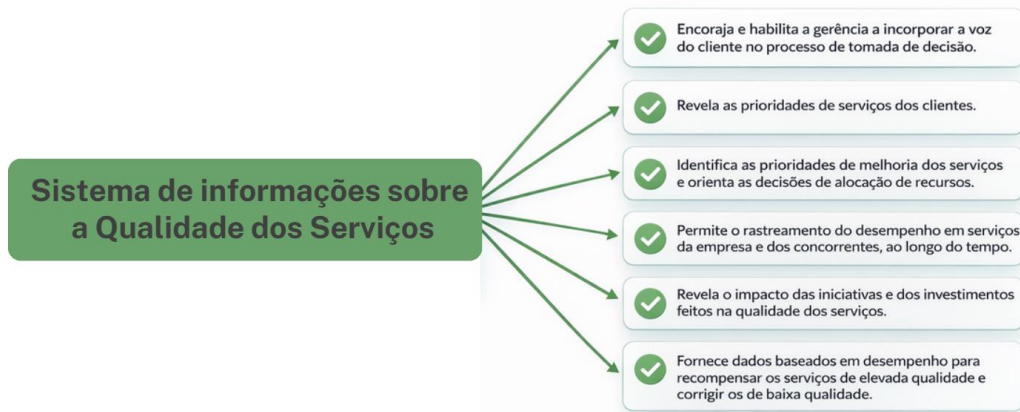 Sistema de informações sobre
a Qualidade dos Serviços
Encoraja e habilita a gerência a incorporar a voz
do cliente no processo de tomada de decisão.
Revela as prioridades de serviços dos clientes.
Identifica as prioridades de melhoria dos serviços
e orienta as decisões de alocação de recursos.
Permite o rastreamento do desempenho em serviços
da empresa e dos concorrentes, ao longo do tempo.
Revela o impacto das iniciativas e dos investimentos
feitos na qualidade dos serviços.
Fornece dados baseados em desempenho para
recompensar os serviços de elevada qualidade e
corrigir os de baixa qualidade.